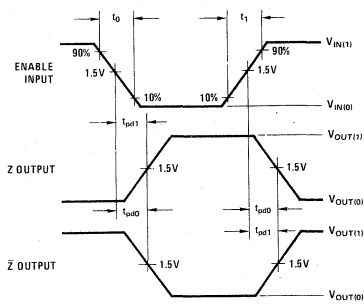 t0 t1
VIN(1)
90% 90%
ENABLE
INPUT
1.5V 1.5V
10% 10%
VIN(0)
tpd1
VOUT(1)
Z OUTPUT
1.5V 1.5V
VOUT(0)
tpd0 tpd0
tpd1 VOUT(1)
Z̄ OUTPUT
1.5V 1.5V
VOUT(0)